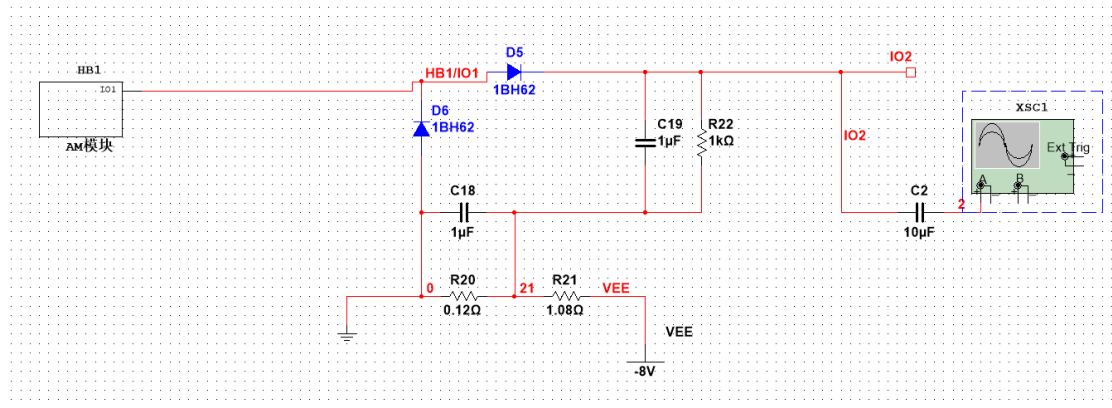 HB1
IO1
AM模块
HB1/IO1
D5
1BH62
D6
1BH62
C19
1µF
R22
1kΩ
IO2
IO2
XSC1
Ext Trig
A
B
C18
1µF
C2
10µF
2
0
R20
0.12Ω
21
R21
1.08Ω
VEE
VEE
-8V